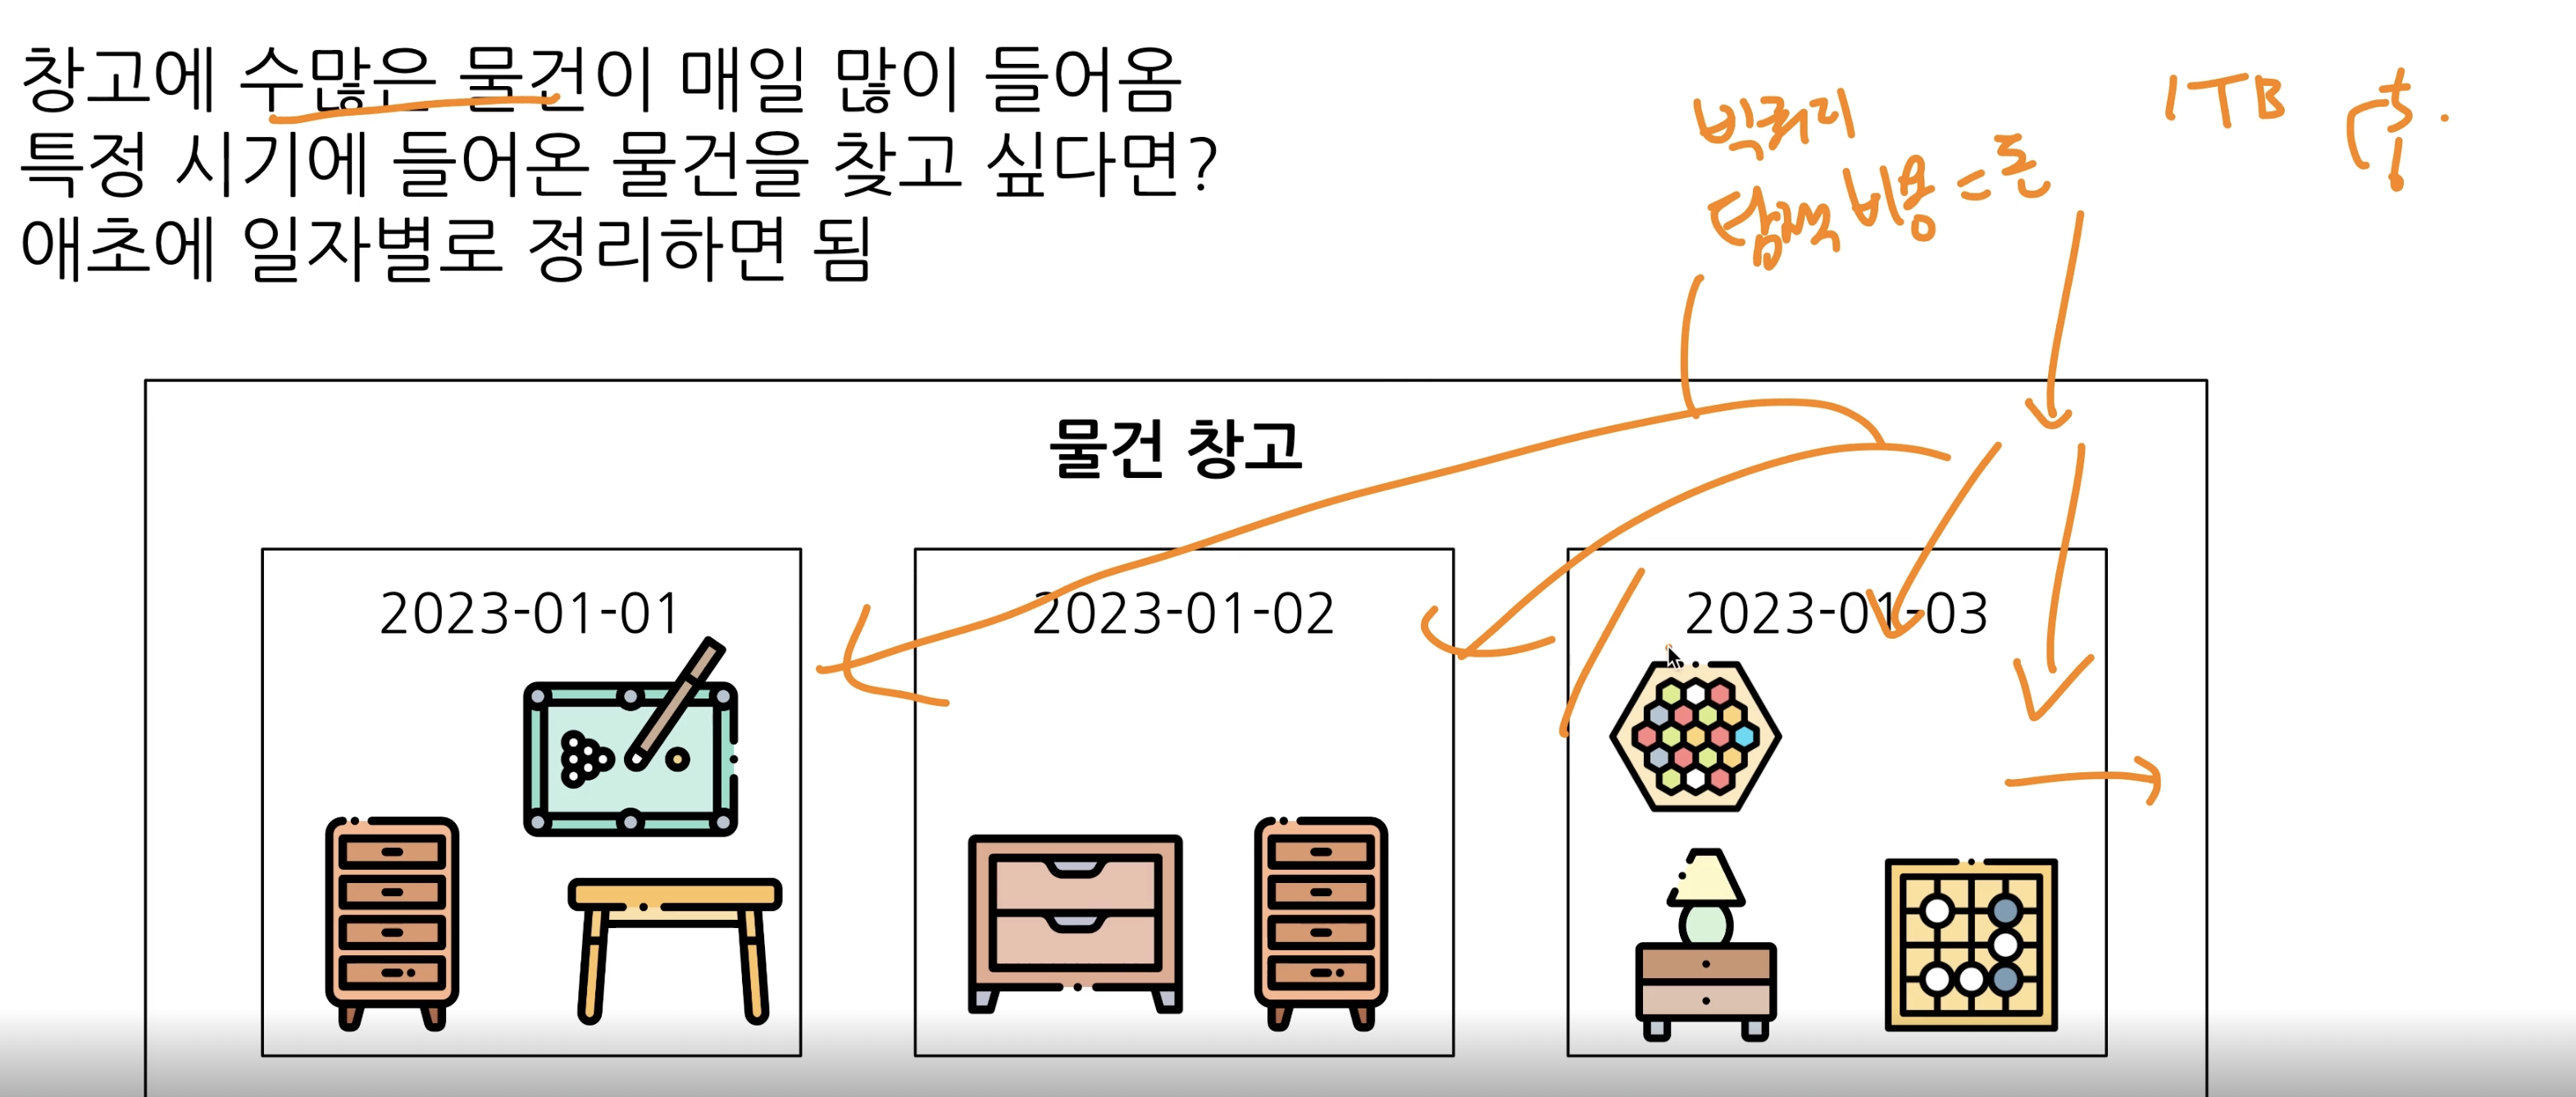 창고에 수많은 물건이 매일 많이 들어옴
특정 시기에 들어온 물건을 찾고 싶다면?
애초에 일자별로 정리하면 됨
빅쿼리
탐색 비용 = 돈
1TB
물건 창고
2023-01-01
2023-01-02
2023-01-03